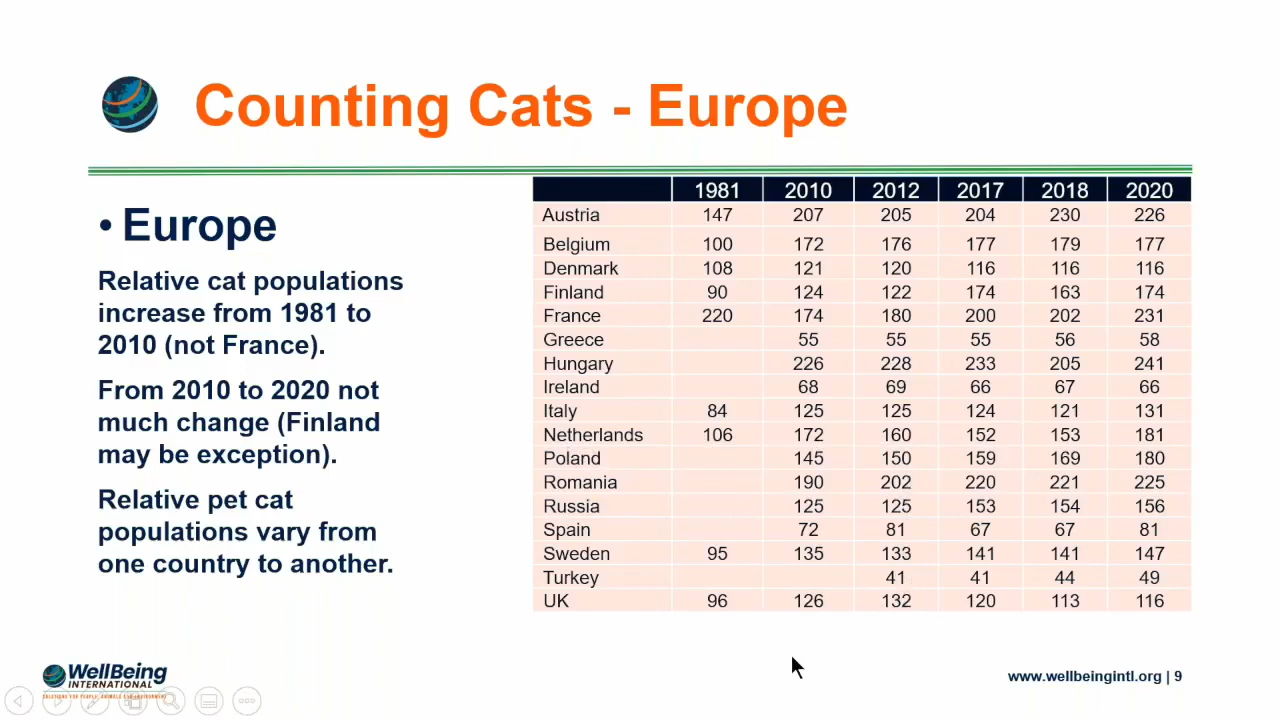 Counting Cats - Europe
• Europe
Relative cat populations
increase from 1981 to
2010 (not France).
From 2010 to 2020 not
much change (Finland
may be exception).
Relative pet cat
populations vary from
one country to another.
1981 2010 2012 2017 2018 2020
Austria 147 207 205 204 230 226
Belgium 100 172 176 177 179 177
Denmark 108 121 120 116 116 116
Finland 90 124 122 174 163 174
France 220 174 180 200 202 231
Greece 55 55 55 56 58
Hungary 226 228 233 205 241
Ireland 68 69 66 67 66
Italy 84 125 125 124 121 131
Netherlands 106 172 160 152 153 181
Poland 145 150 159 169 180
Romania 190 202 220 221 225
Russia 125 125 153 154 156
Spain 72 81 67 67 81
Sweden 95 135 133 141 141 147
Turkey 41 41 44 49
UK 96 126 132 120 113 116
WellBeing
INTERNATIONAL
SOLUTIONS FOR PEOPLE, ANIMALS AND ENVIRONMENT
www.wellbeingintl.org | 9